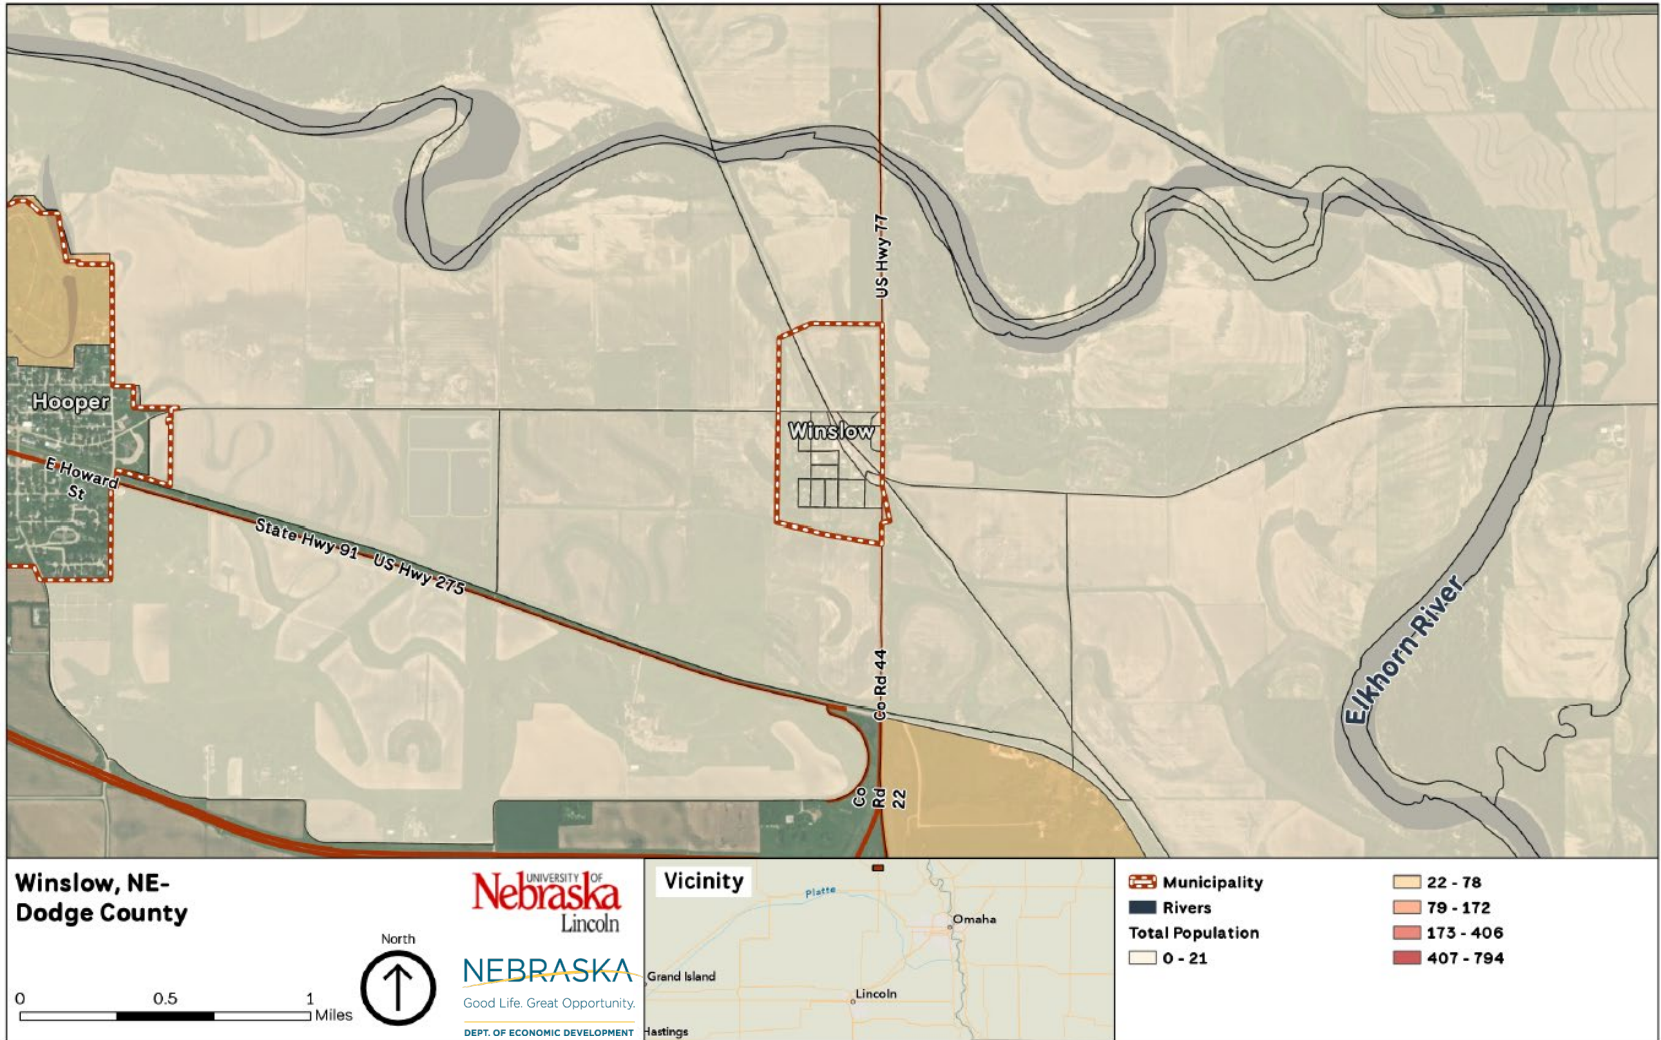 US Hwy 77
Hooper
Winslow
E Howard
St
State Hwy 91
US Hwy 275
Co Rd 44
Elkhorn River
Co
Rd
22
Winslow, NE-
Dodge County
North
0 0.5 1
Miles
UNIVERSITY OF
Nebraska
Lincoln
NEBRASKA
Good Life. Great Opportunity.
DEPT. OF ECONOMIC DEVELOPMENT
Vicinity
Platte
Omaha
Grand Island
Lincoln
Hastings
Municipality
Rivers
Total Population
0 - 21
22 - 78
79 - 172
173 - 406
407 - 794